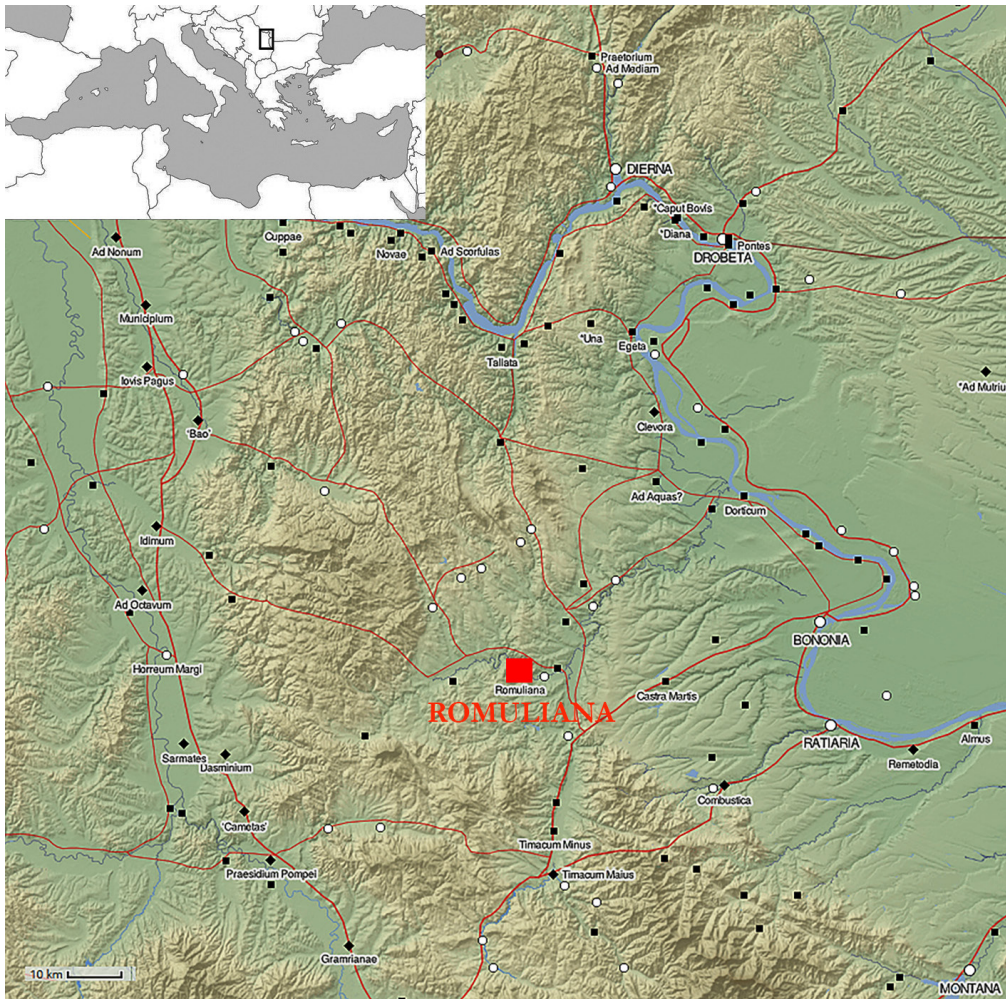 Praetorium
Ad Mediam
DIERNA
*Caput Bovis
*Diana
Pontes
DROBETA
Cuppae
Ad Nonum
Novae
Ad Scorfulas
Municipium
*Una
Egeta
Tallata
Iovis Pagus
*Ad Mutriu
Clevora
'Bao'
Ad Aquas?
Dorticum
Idimum
Ad Octavum
BONONIA
Horreum Margi
Romuliana
Castra Martis
ROMULIANA
RATIARIA
Almus
Sarmates
Dasminium
Remetodia
Combustica
'Cametas'
Timacum Minus
Praesidium Pompei
Timacum Maius
Gramrianae
10 km
MONTANA